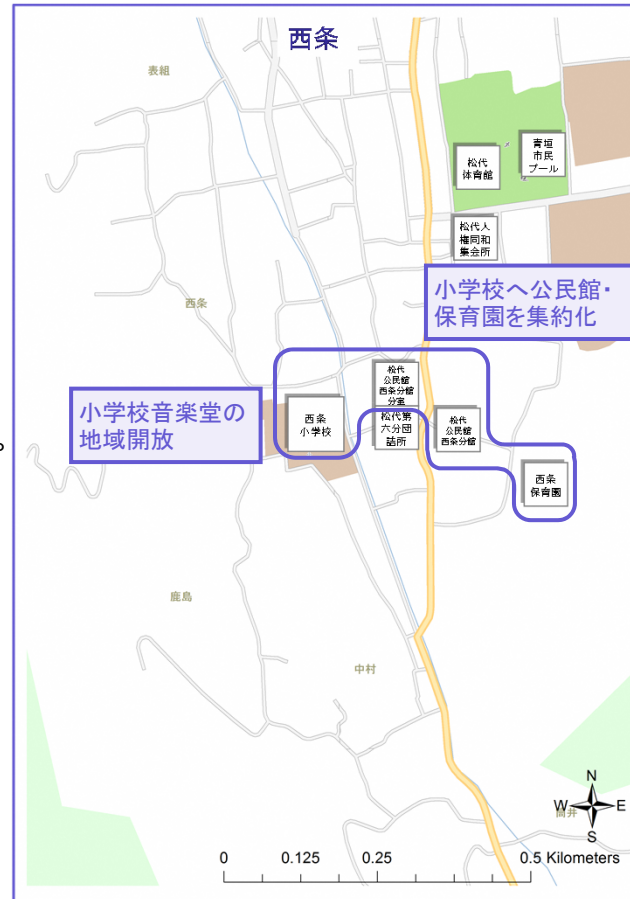 西条
表組
松代
体育館
青垣
市民
プール
松代人
権同和
集会所
小学校へ公民館・
保育園を集約化
西条
小学校音楽堂の
地域開放
西条
小学校
松代
公民館
西条分館
分室
松代第
六分団
詰所
松代
公民館
西条分館
西条
保育園
。
鹿島
中村
筒井
N
W
E
S
0
0.125
0.25
0.5 Kilometers